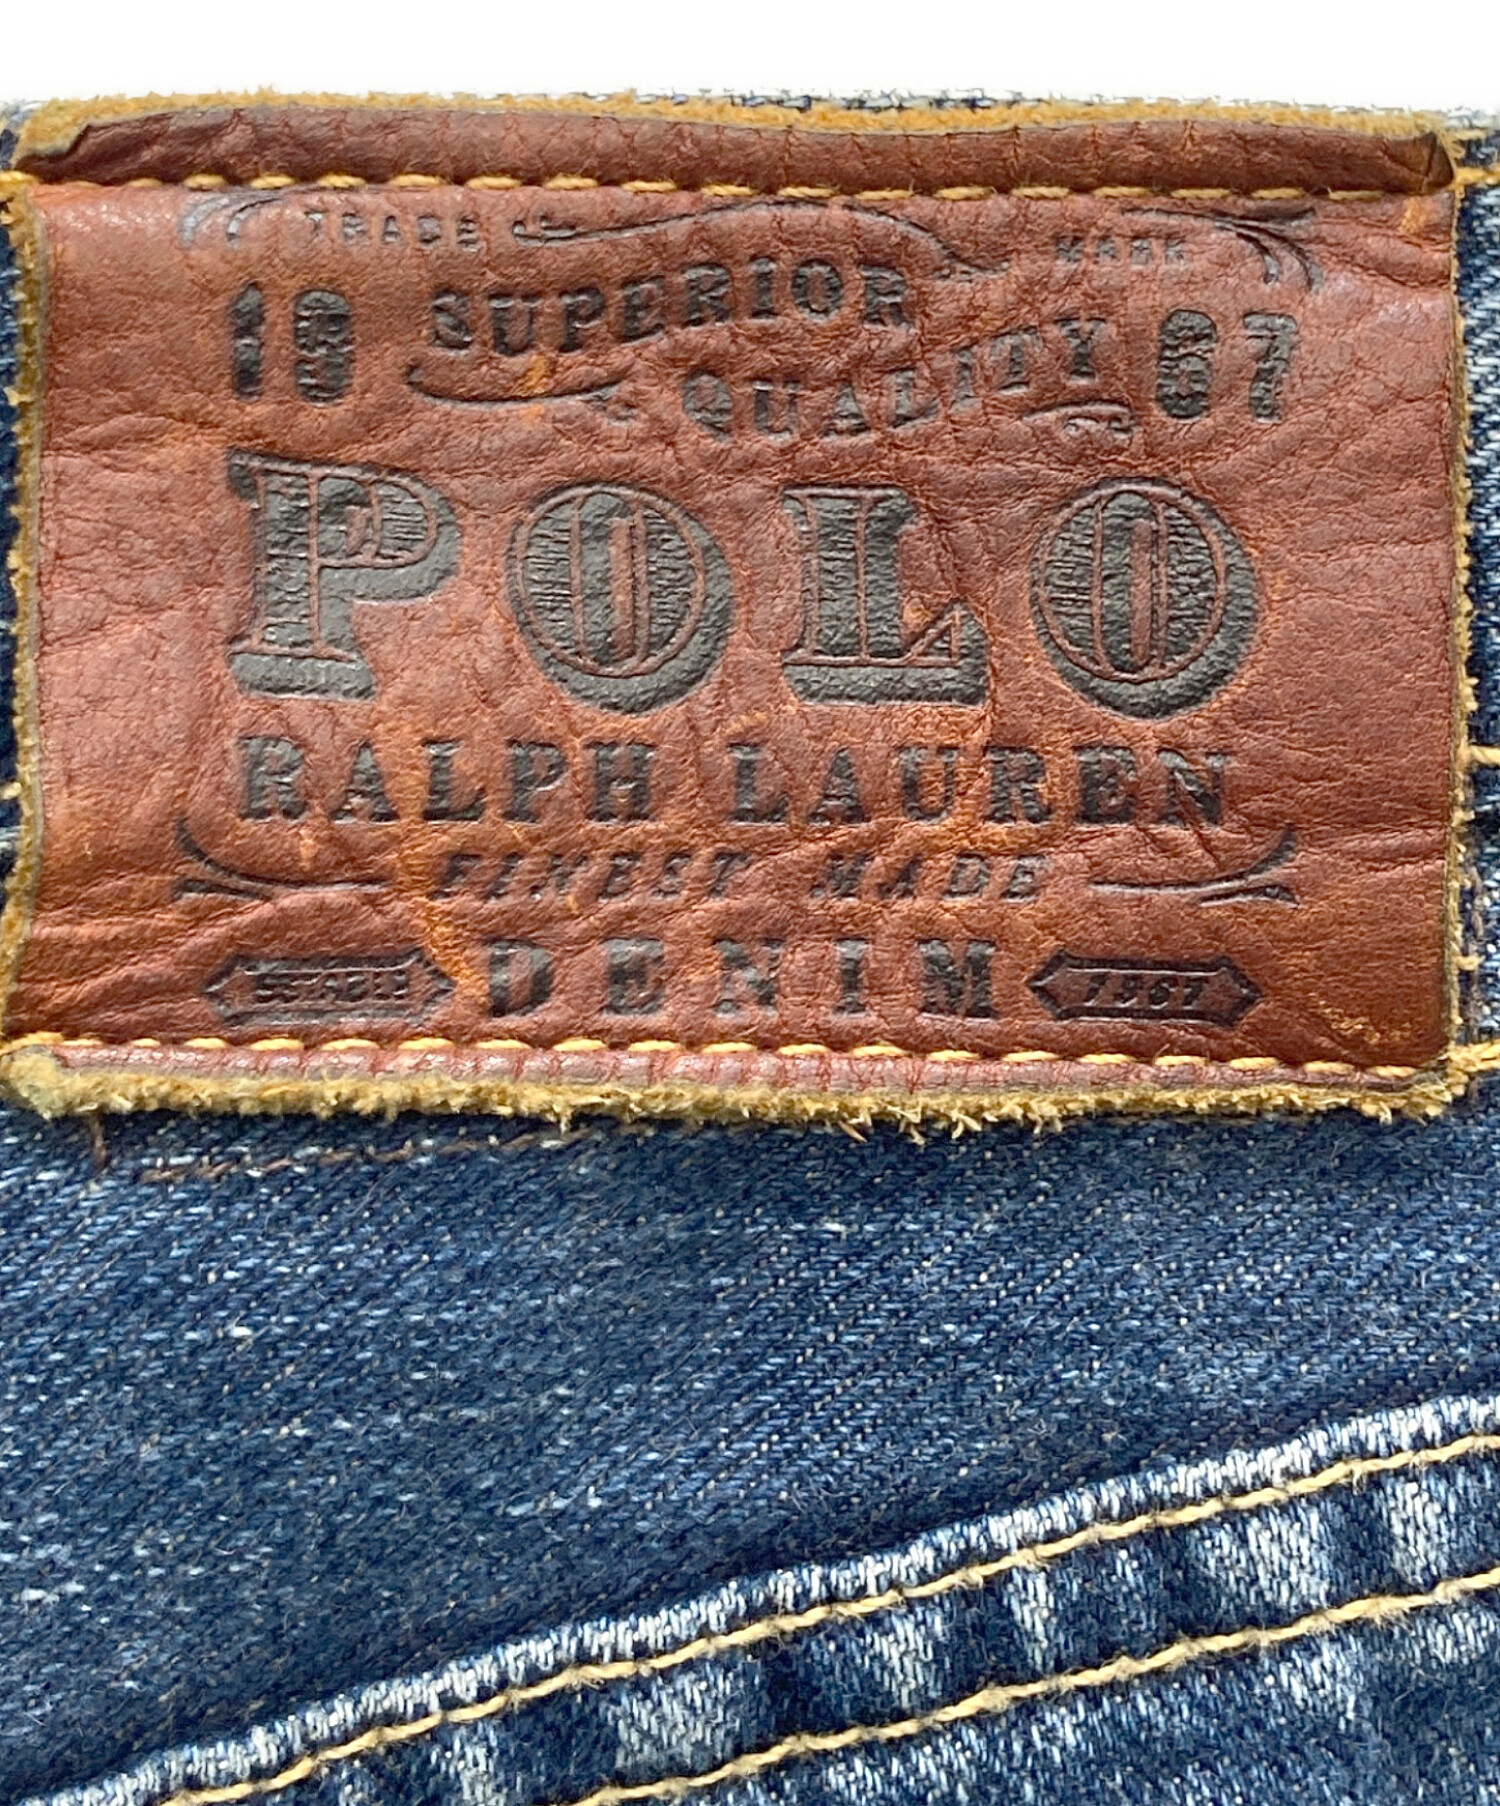 TRADE MARK
19 SUPERIOR QUALITY 67
POLO
RALPH LAUREN
FINEST MADE
DENIM 1967